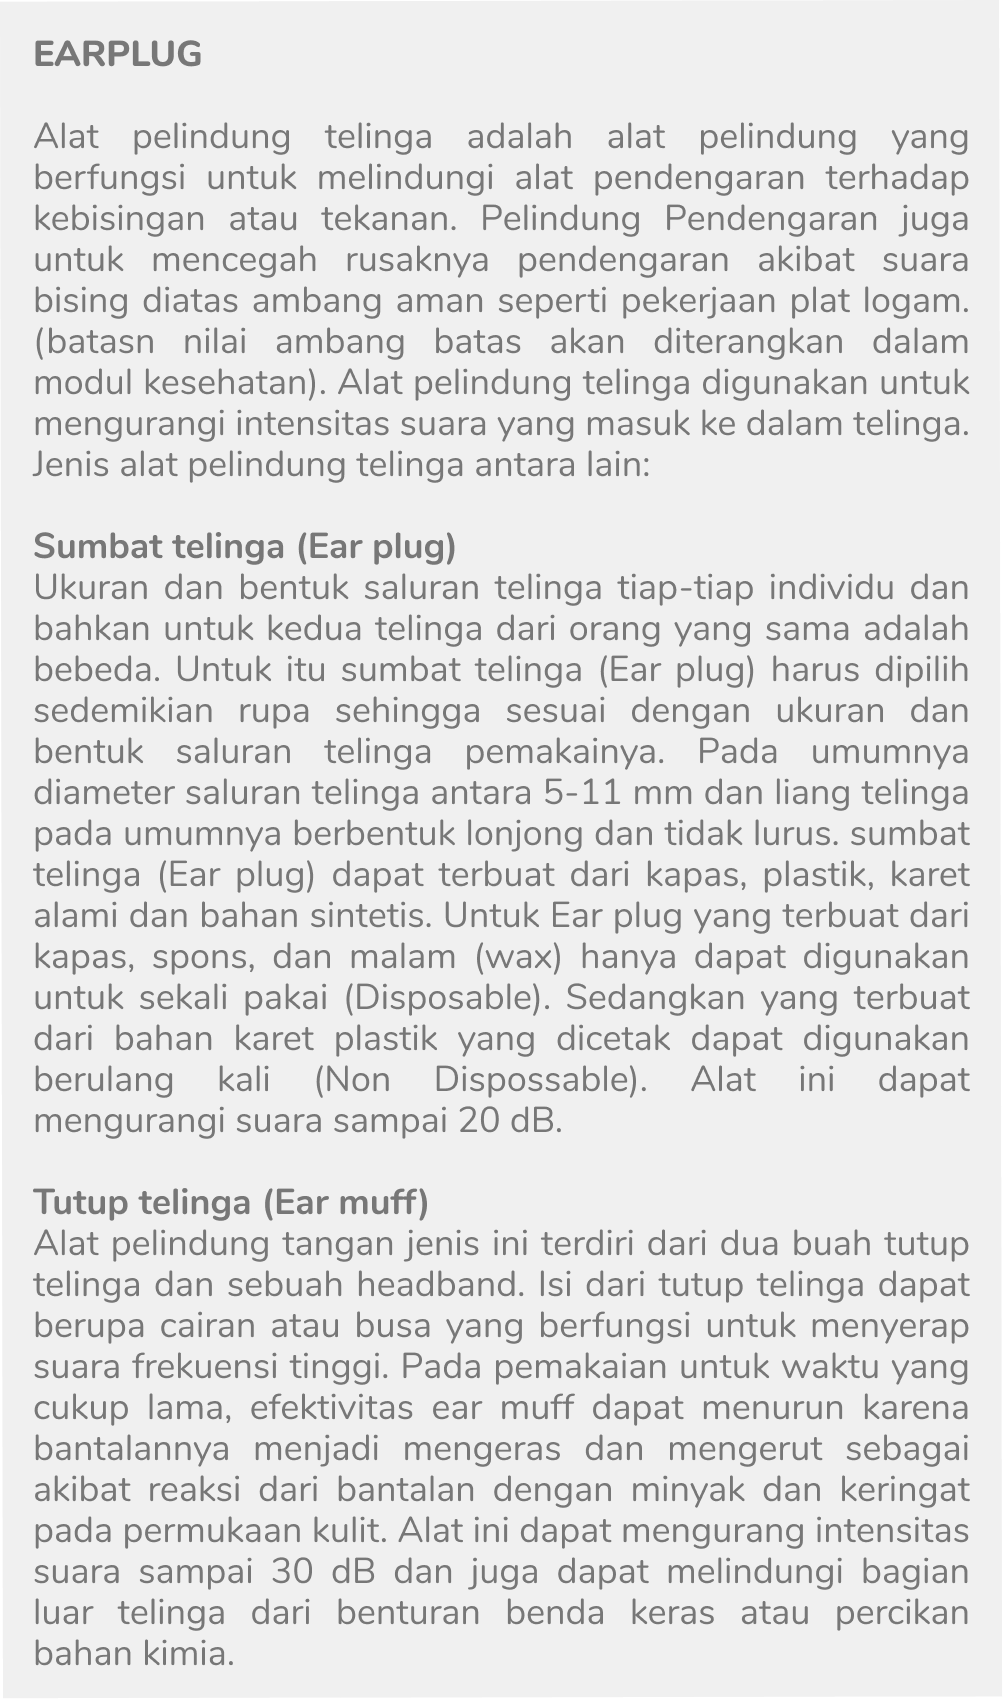 EARPLUG
Alat pelindung telinga adalah alat pelindung yang
berfungsi untuk melindungi alat pendengaran terhadap
kebisingan atau tekanan. Pelindung Pendengaran juga
untuk mencegah rusaknya pendengaran akibat suara
bising diatas ambang aman seperti pekerjaan plat logam.
(batasn nilai ambang batas akan diterangkan dalam
modul kesehatan). Alat pelindung telinga digunakan untuk
mengurangi intensitas suara yang masuk ke dalam telinga.
Jenis alat pelindung telinga antara lain:
Sumbat telinga (Ear plug)
Ukuran dan bentuk saluran telinga tiap-tiap individu dan
bahkan untuk kedua telinga dari orang yang sama adalah
bebeda. Untuk itu sumbat telinga (Ear plug) harus dipilih
sedemikian rupa sehingga sesuai dengan ukuran dan
bentuk saluran telinga pemakainya. Pada umumnya
diameter saluran telinga antara 5-11 mm dan liang telinga
pada umumnya berbentuk lonjong dan tidak lurus. sumbat
telinga (Ear plug) dapat terbuat dari kapas, plastik, karet
alami dan bahan sintetis. Untuk Ear plug yang terbuat dari
kapas, spons, dan malam (wax) hanya dapat digunakan
untuk sekali pakai (Disposable). Sedangkan yang terbuat
dari bahan karet plastik yang dicetak dapat digunakan
berulang kali (Non Dispossable). Alat ini dapat
mengurangi suara sampai 20 dB.
Tutup telinga (Ear muff)
Alat pelindung tangan jenis ini terdiri dari dua buah tutup
telinga dan sebuah headband. Isi dari tutup telinga dapat
berupa cairan atau busa yang berfungsi untuk menyerap
suara frekuensi tinggi. Pada pemakaian untuk waktu yang
cukup lama, efektivitas ear muff dapat menurun karena
bantalannya menjadi mengeras dan mengerut sebagai
akibat reaksi dari bantalan dengan minyak dan keringat
pada permukaan kulit. Alat ini dapat mengurang intensitas
suara sampai 30 dB dan juga dapat melindungi bagian
luar telinga dari benturan benda keras atau percikan
bahan kimia.